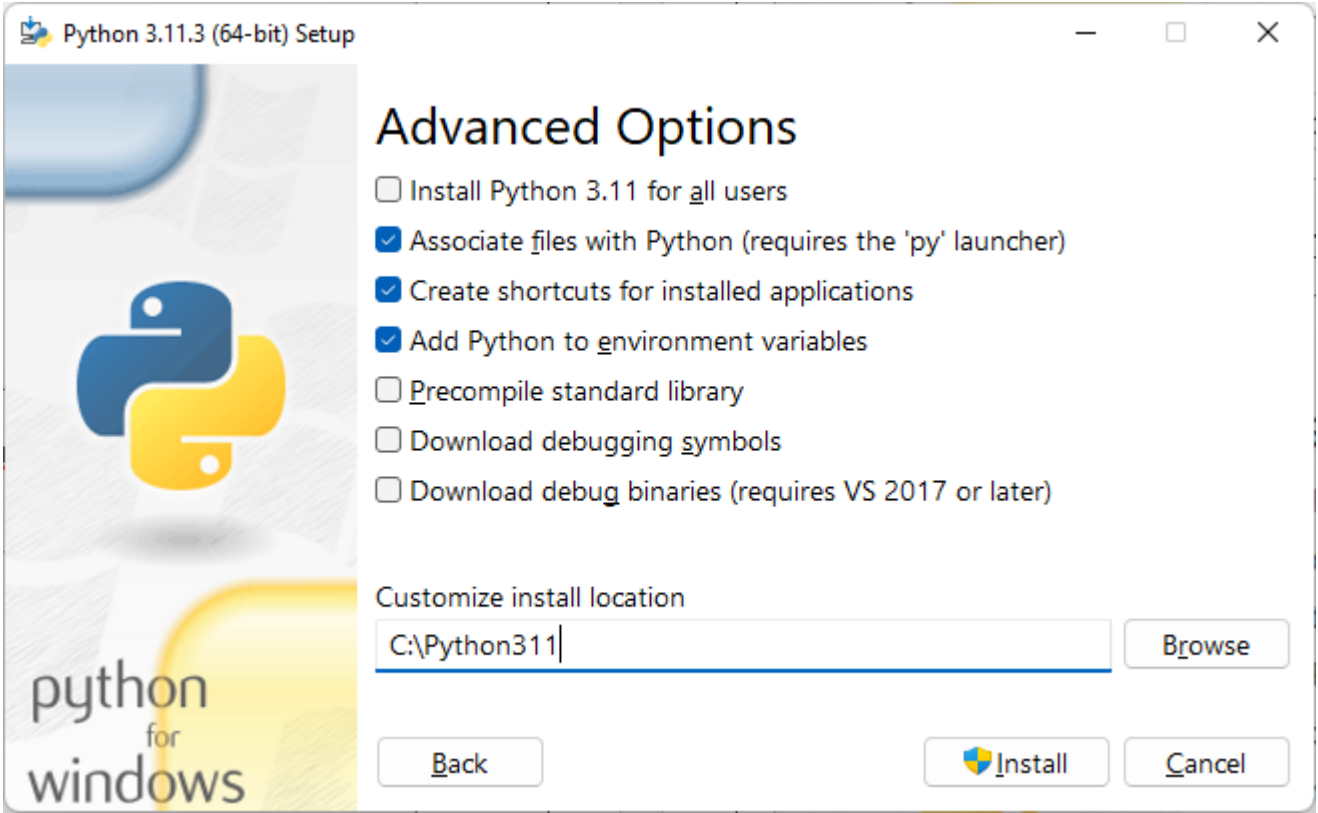 Python 3.11.3 (64-bit) Setup
Advanced Options
Install Python 3.11 for all users
Associate files with Python (requires the 'py' launcher)
Create shortcuts for installed applications
Add Python to environment variables
Precompile standard library
Download debugging symbols
Download debug binaries (requires VS 2017 or later)
Customize install location
C:\Python311
Browse
python
for
windows
Back
Install
Cancel